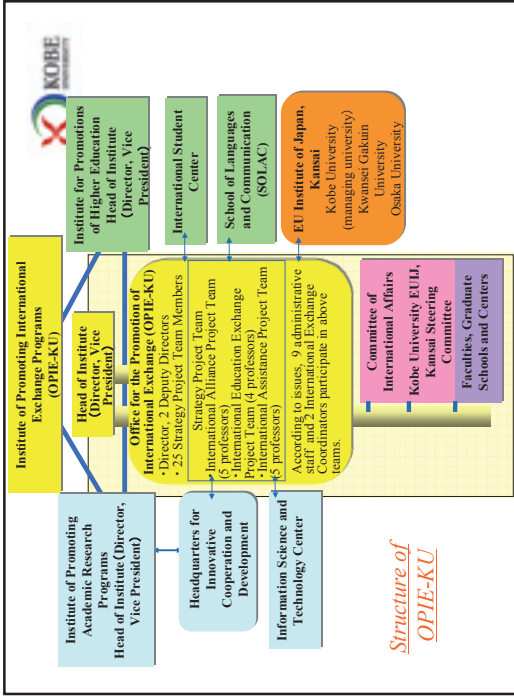 KOBE
UNIVERSITY
Institute of Promoting International
Exchange Programs
(OPIE-KU)
Institute of Promoting
Academic Research
Programs
Head of Institute(Director,
Vice President)
Head of Institute
(Director, Vice
President)
Institute for Promotions
of Higher Education
Head of Institute
(Director, Vice
President)
Headquarters for
Innovative
Cooperation and
Development
Information Science and
Technology Center
Office for the Promotion of
International Exchange (OPIE-KU)
・Director, 2 Deputy Directors
・25 Strategy Project Team Members
Strategy Project Team
・International Alliance Project Team
(5 professors)
・International Education Exchange
Project Team (4 professors)
・International Assistance Project Team
(5 professors)
According to issues, 9 administrative
staff and 2 International Exchange
Coordinators participate in above
teams.
International Student
Center
School of Languages
and Communication
(SOLAC)
EU Institute of Japan,
Kansai
Kobe University
(managing university)
Kwansei Gakuin
University
Osaka University
Committee of
International Affairs
Kobe University EUIJ,
Kansai Steering
Committee
Faculties, Graduate
Schools and Centers
Structure of
OPIE-KU